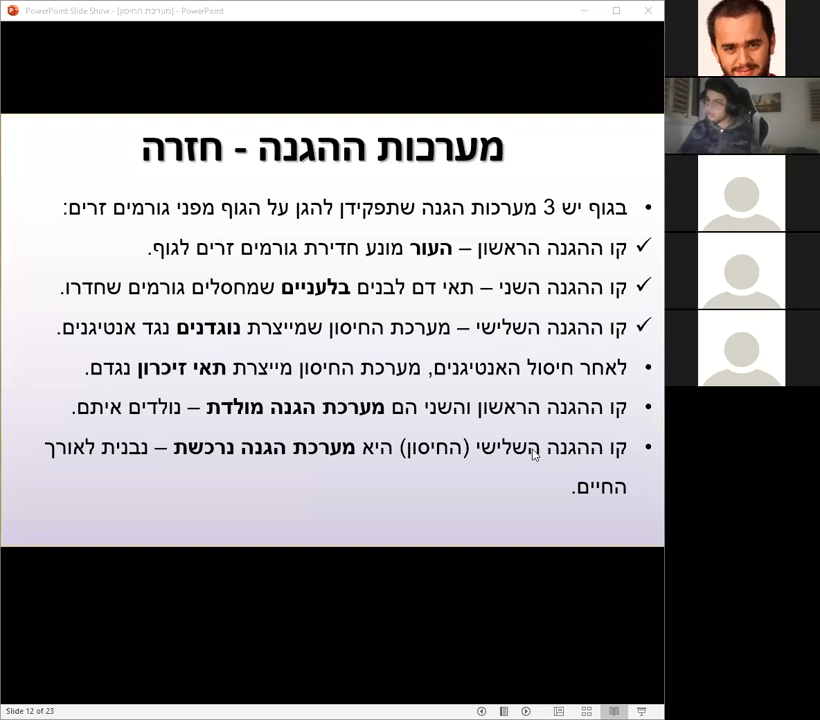 PowerPoint Slide Show - [מערכת החיסון] - PowerPoint
מערכות ההגנה - חזרה
• בגוף יש 3 מערכות הגנה שתפקידן להגן על הגוף מפני גורמים זרים:
✓ קו ההגנה הראשון – העור מונע חדירת גורמים זרים לגוף.
✓ קו ההגנה השני – תאי דם לבנים בלעניים שמחסלים גורמים שחדרו.
✓ קו ההגנה השלישי – מערכת החיסון שמייצרת נוגדנים נגד אנטיגנים.
• לאחר חיסול האנטיגנים, מערכת החיסון מייצרת תאי זיכרון נגדם.
• קו ההגנה הראשון והשני הם מערכת הגנה מולדת – נולדים איתם.
• קו ההגנה השלישי (החיסון) היא מערכת הגנה נרכשת – נבנית לאורך
החיים.
Slide 12 of 23